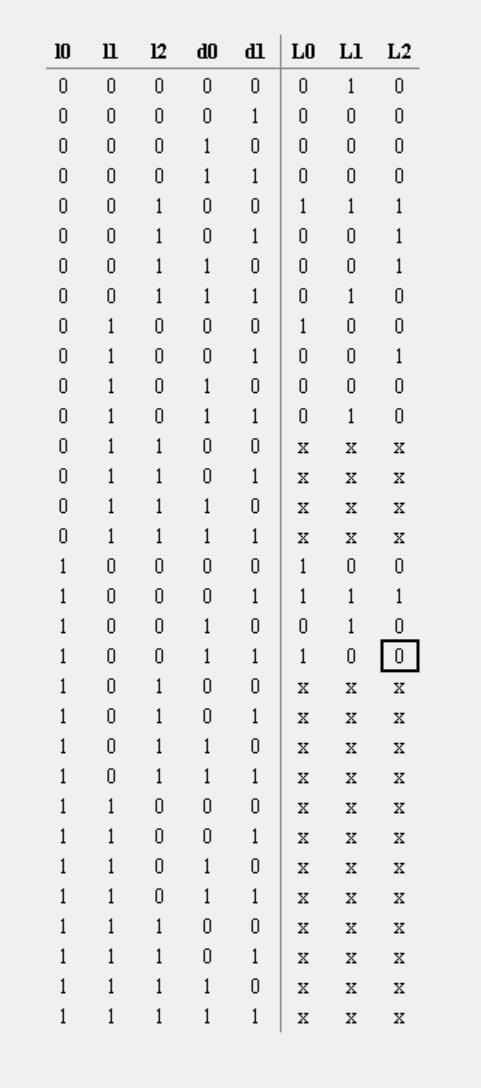 l0 l1 l2 d0 d1 L0 L1 L2
0 0 0 0 0 0 1 0
0 0 0 0 1 0 0 0
0 0 0 1 0 0 0 0
0 0 0 1 1 0 0 0
0 0 1 0 0 1 1 1
0 0 1 0 1 0 0 1
0 0 1 1 0 0 0 1
0 0 1 1 1 0 1 0
0 1 0 0 0 1 0 0
0 1 0 0 1 0 0 1
0 1 0 1 0 0 0 0
0 1 0 1 1 0 1 0
0 1 1 0 0 x x x
0 1 1 0 1 x x x
0 1 1 1 0 x x x
0 1 1 1 1 x x x
1 0 0 0 0 1 0 0
1 0 0 0 1 1 1 1
1 0 0 1 0 0 1 0
1 0 0 1 1 1 0 0
1 0 1 0 0 x x x
1 0 1 0 1 x x x
1 0 1 1 0 x x x
1 0 1 1 1 x x x
1 1 0 0 0 x x x
1 1 0 0 1 x x x
1 1 0 1 0 x x x
1 1 0 1 1 x x x
1 1 1 0 0 x x x
1 1 1 0 1 x x x
1 1 1 1 0 x x x
1 1 1 1 1 x x x